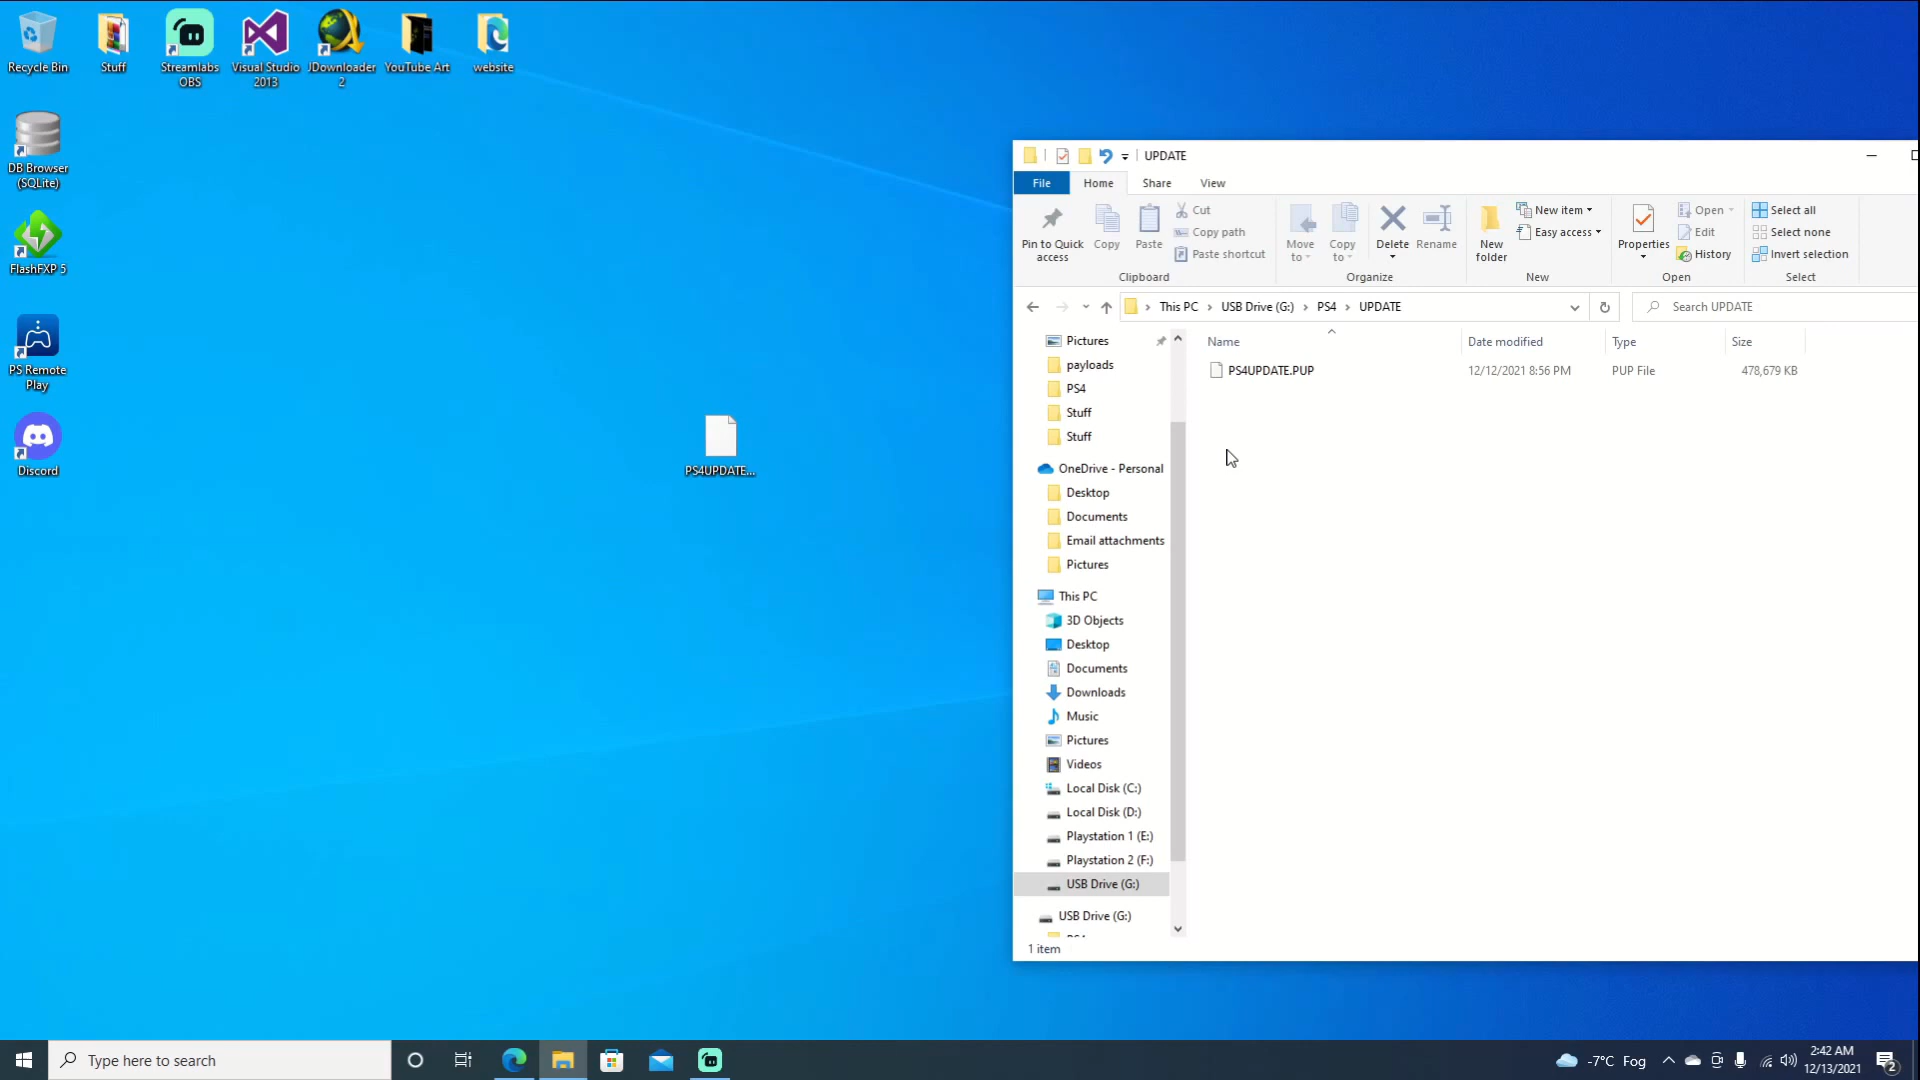 Recycle Bin
Stuff
Streamlabs
OBS
Visual Studio
2013
JDownloader
2
YouTube Art
website
DB Browser
(SQLite)
FlashFXP 5
PS Remote
Play
Discord
PS4UPDATE...
UPDATE
File
Home
Share
View
Pin to Quick
access
Copy
Paste
Cut
Copy path
Paste shortcut
Clipboard
Move
to
Copy
to
Delete
Rename
Organize
New
folder
New item
Easy access
New
Properties
Open
Edit
History
Open
Select all
Select none
Invert selection
Select
This PC
USB Drive (G:)
PS4
UPDATE
Search UPDATE
Name
Date modified
Type
Size
PS4UPDATE.PUP
12/12/2021 8:56 PM
PUP File
478,679 KB
Pictures
payloads
PS4
Stuff
Stuff
OneDrive - Personal
Desktop
Documents
Email attachments
Pictures
This PC
3D Objects
Desktop
Documents
Downloads
Music
Pictures
Videos
Local Disk (C:)
Local Disk (D:)
Playstation 1 (E:)
Playstation 2 (F:)
USB Drive (G:)
USB Drive (G:)
1 item
Type here to search
-7°C Fog
2:42 AM
12/13/2021
2